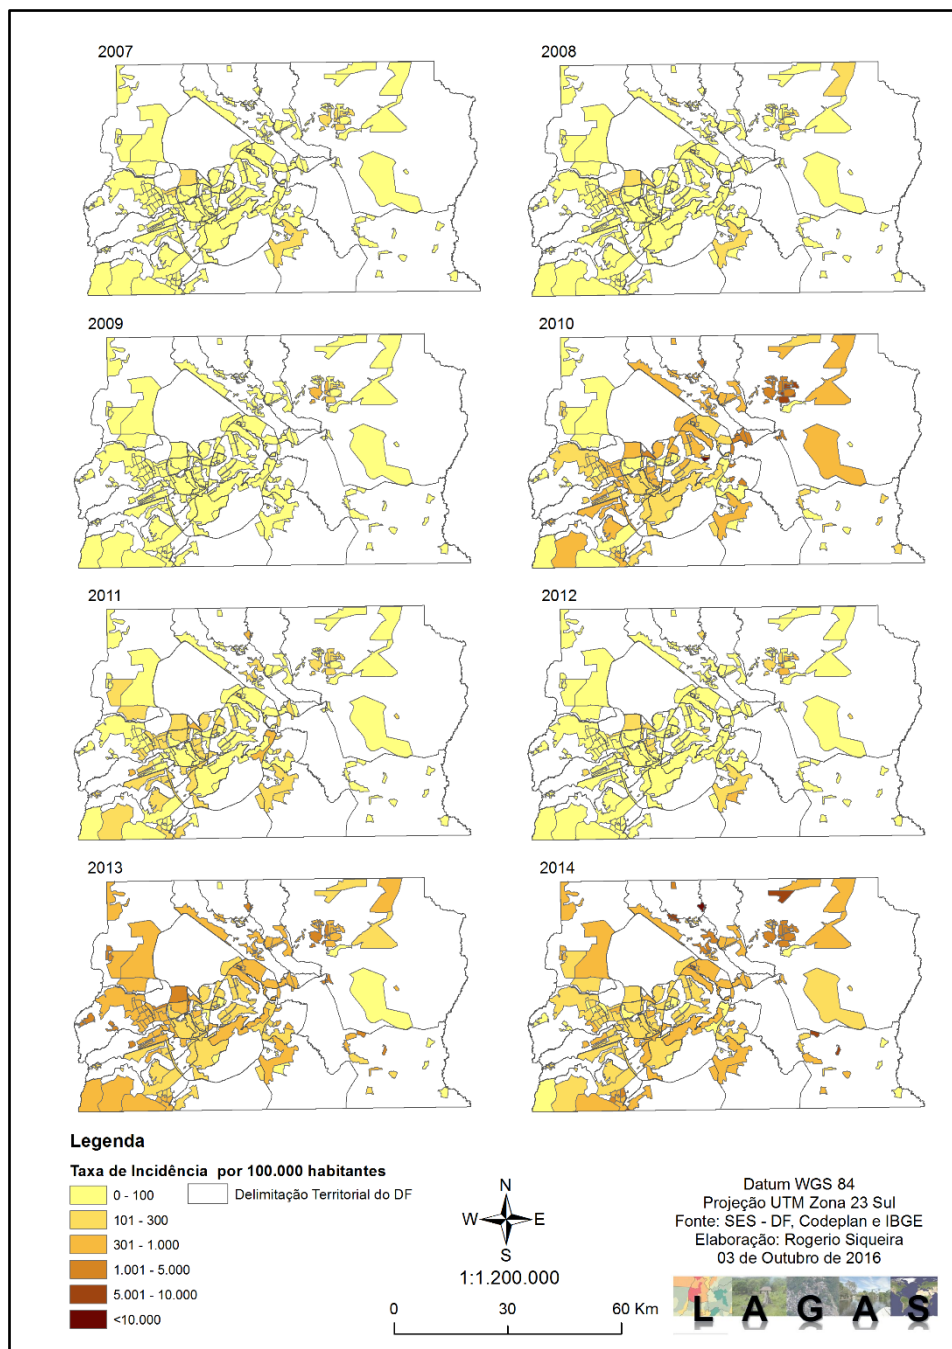 2007
2008
2009
2010
2011
2012
2013
2014
Legenda
Taxa de Incidência por 100.000 habitantes
0 - 100
Delimitação Territorial do DF
101 - 300
301 - 1.000
1.001 - 5.000
5.001 - 10.000
<10.000
N
W
E
S
1:1.200.000
0 30 60 Km
Datum WGS 84
Projeção UTM Zona 23 Sul
Fonte: SES - DF, Codeplan e IBGE
Elaboração: Rogerio Siqueira
03 de Outubro de 2016
L A G A S